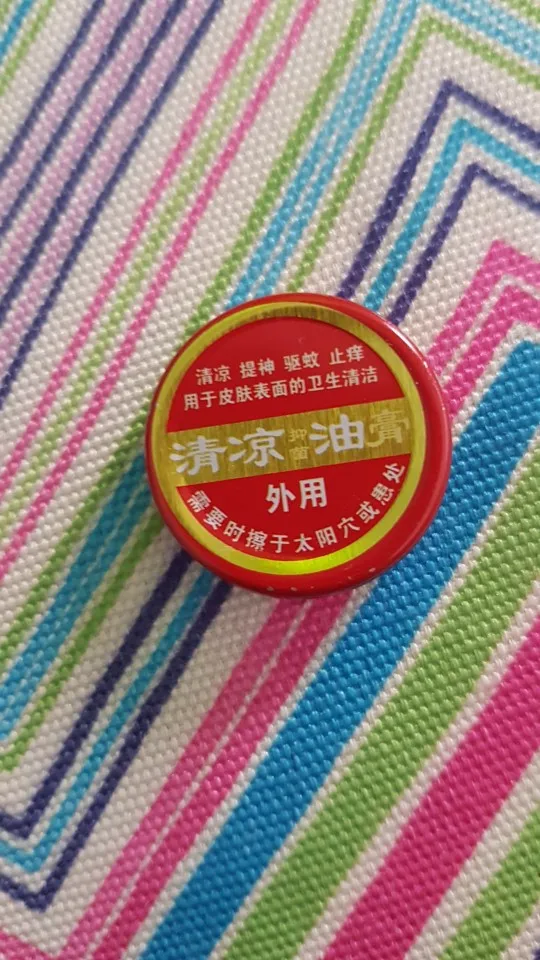 清凉 提神 驱蚊 止痒
用于皮肤表面的卫生清洁
清凉抑菌油膏
外用
需要时擦于太阳穴或患处